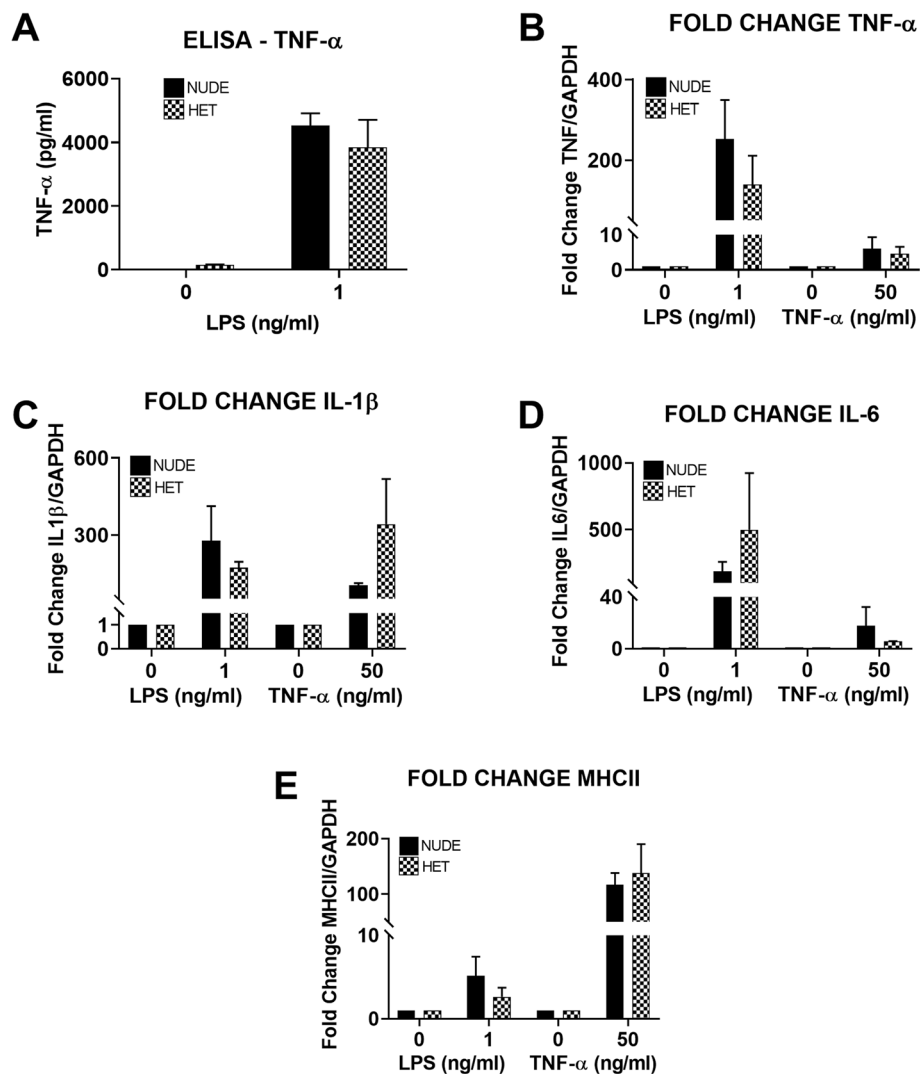 A
ELISA - TNF-α
NUDE
HET
TNF-α (pg/ml)
6000
4000
2000
0
0
1
LPS (ng/ml)
B
FOLD CHANGE TNF-α
NUDE
HET
Fold Change TNF/GAPDH
400
200
10
0
0
1
0
50
LPS (ng/ml)
TNF-α (ng/ml)
C
FOLD CHANGE IL-1β
NUDE
HET
Fold Change IL1β/GAPDH
600
300
1
0
0
1
0
50
LPS (ng/ml)
TNF-α (ng/ml)
D
FOLD CHANGE IL-6
NUDE
HET
Fold Change IL6/GAPDH
1000
500
40
0
0
1
0
50
LPS (ng/ml)
TNF-α (ng/ml)
E
FOLD CHANGE MHCII
NUDE
HET
Fold Change MHCII/GAPDH
200
100
10
0
0
1
0
50
LPS (ng/ml)
TNF-α (ng/ml)